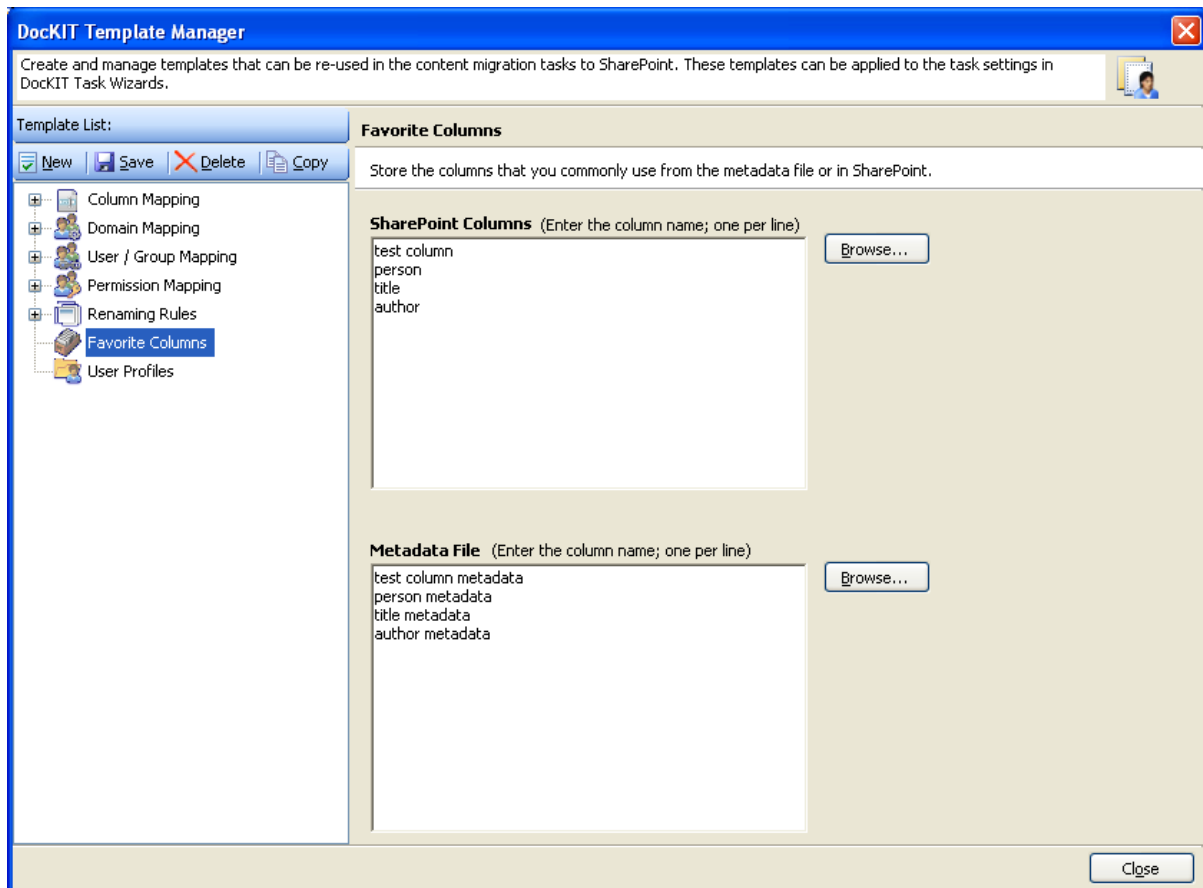 DocKIT Template Manager
Create and manage templates that can be re-used in the content migration tasks to SharePoint. These templates can be applied to the task settings in
DocKIT Task Wizards.
Template List:
New Save Delete Copy
Column Mapping
Domain Mapping
User / Group Mapping
Permission Mapping
Renaming Rules
Favorite Columns
User Profiles
Favorite Columns
Store the columns that you commonly use from the metadata file or in SharePoint.
SharePoint Columns (Enter the column name; one per line)
test column
person
title
author
Browse...
Metadata File (Enter the column name; one per line)
test column metadata
person metadata
title metadata
author metadata
Browse...
Close